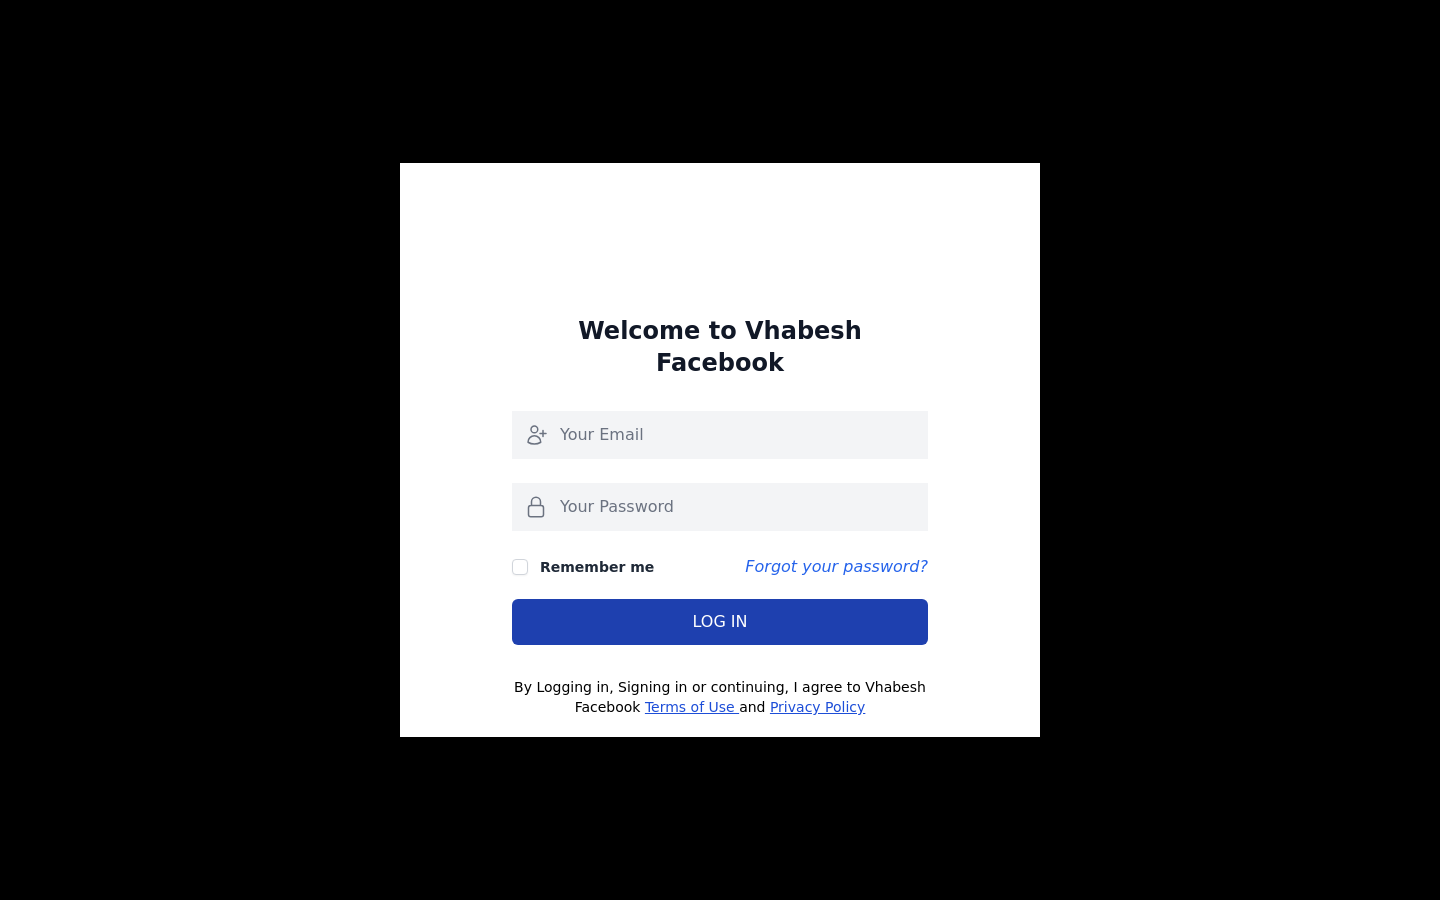 Welcome to Vhabesh
Facebook
Your Email
Your Password
Remember me
Forgot your password?
LOG IN
By Logging in, Signing in or continuing, I agree to Vhabesh
Facebook Terms of Use and Privacy Policy